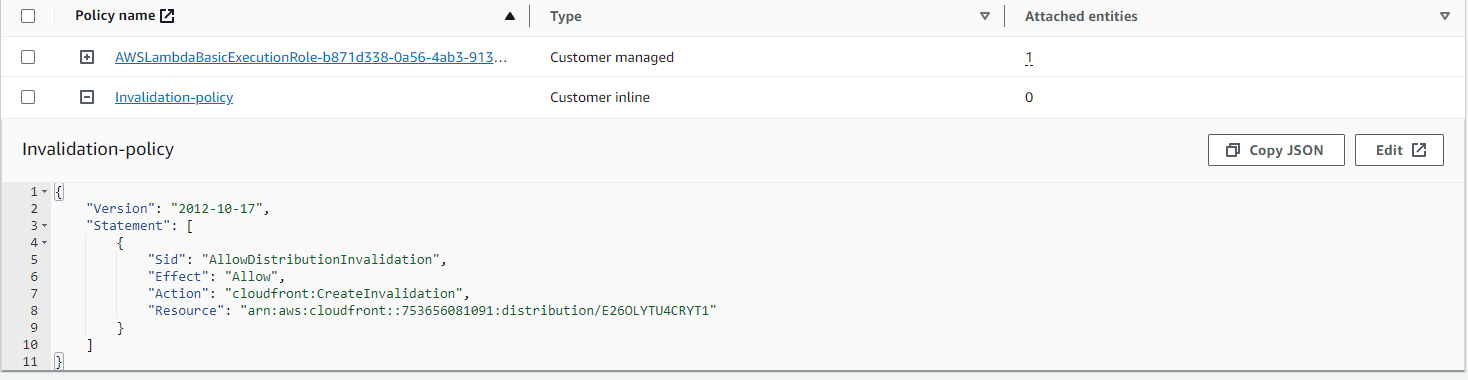 Policy name Type Attached entities
AWSLambdaBasicExecutionRole-b871d338-0a56-4ab3-913... Customer managed 1
Invalidation-policy Customer inline 0
Invalidation-policy Copy JSON Edit
1 {
2 "Version": "2012-10-17",
3 "Statement": [
4 {
5 "Sid": "AllowDistributionInvalidation",
6 "Effect": "Allow",
7 "Action": "cloudfront:CreateInvalidation",
8 "Resource": "arn:aws:cloudfront::753656081091:distribution/E26OLYTU4CRYT1"
9 }
10 ]
11 }